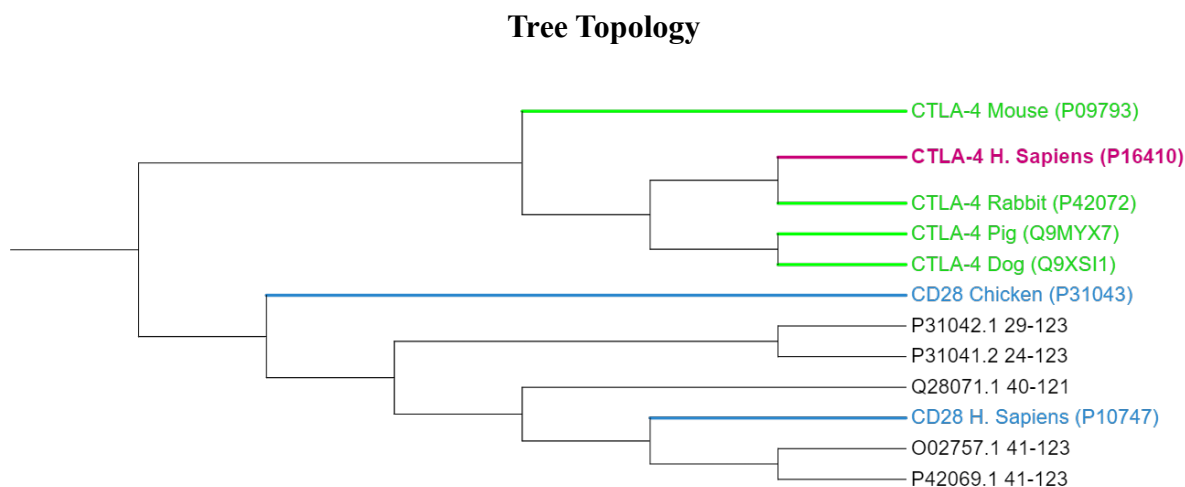 Tree Topology
CTLA-4 Mouse (P09793)
CTLA-4 H. Sapiens (P16410)
CTLA-4 Rabbit (P42072)
CTLA-4 Pig (Q9MYX7)
CTLA-4 Dog (Q9XSI1)
CD28 Chicken (P31043)
P31042.1 29-123
P31041.2 24-123
Q28071.1 40-121
CD28 H. Sapiens (P10747)
O02757.1 41-123
P42069.1 41-123